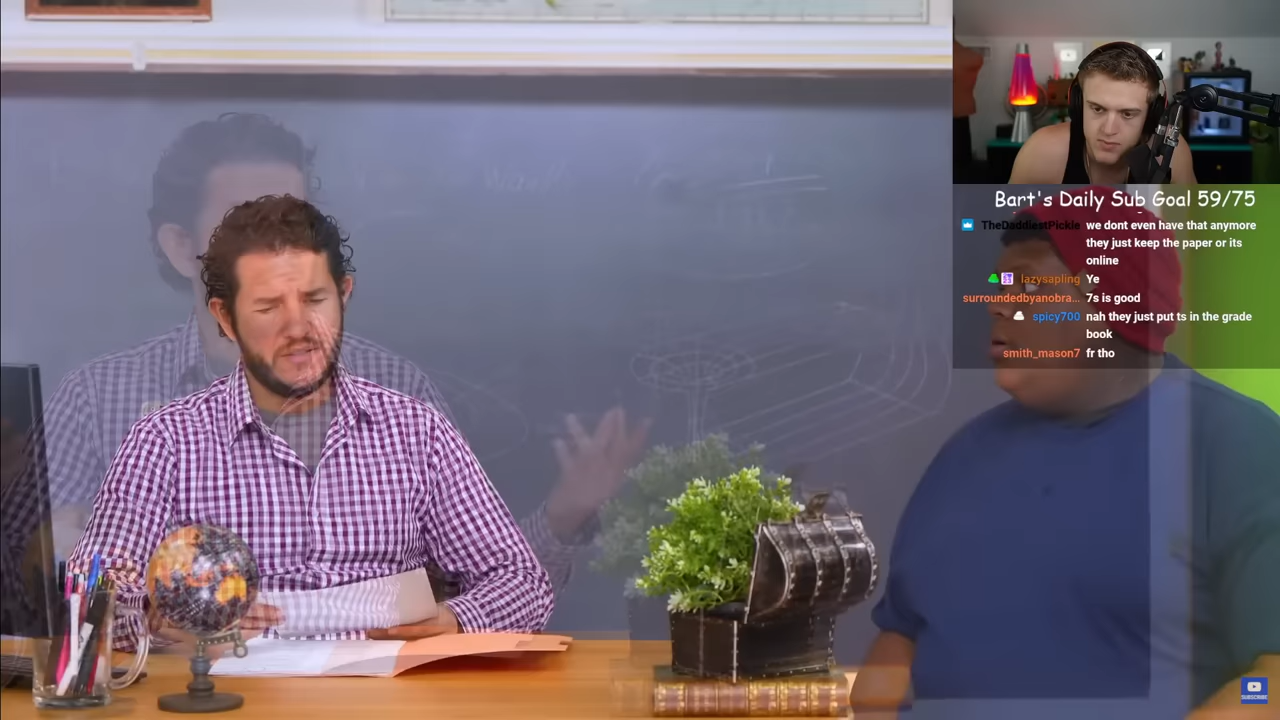 Bart's Daily Sub Goal 59/75
TheDaddiestPickle we dont even have that anymore
they just keep the paper or its
online
lazysapling Ye
surroundedbyanobra... 7s is good
spicy700 nah they just put ts in the grade
book
smith_mason7 fr tho
SUBSCRIBE